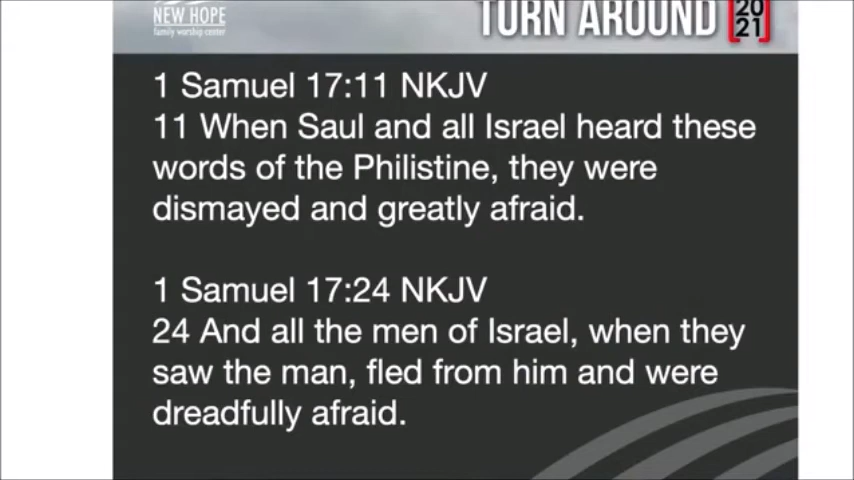 NEW HOPE
family worship center
TURN AROUND
20
21
1 Samuel 17:11 NKJV
11 When Saul and all Israel heard these
words of the Philistine, they were
dismayed and greatly afraid.
1 Samuel 17:24 NKJV
24 And all the men of Israel, when they
saw the man, fled from him and were
dreadfully afraid.